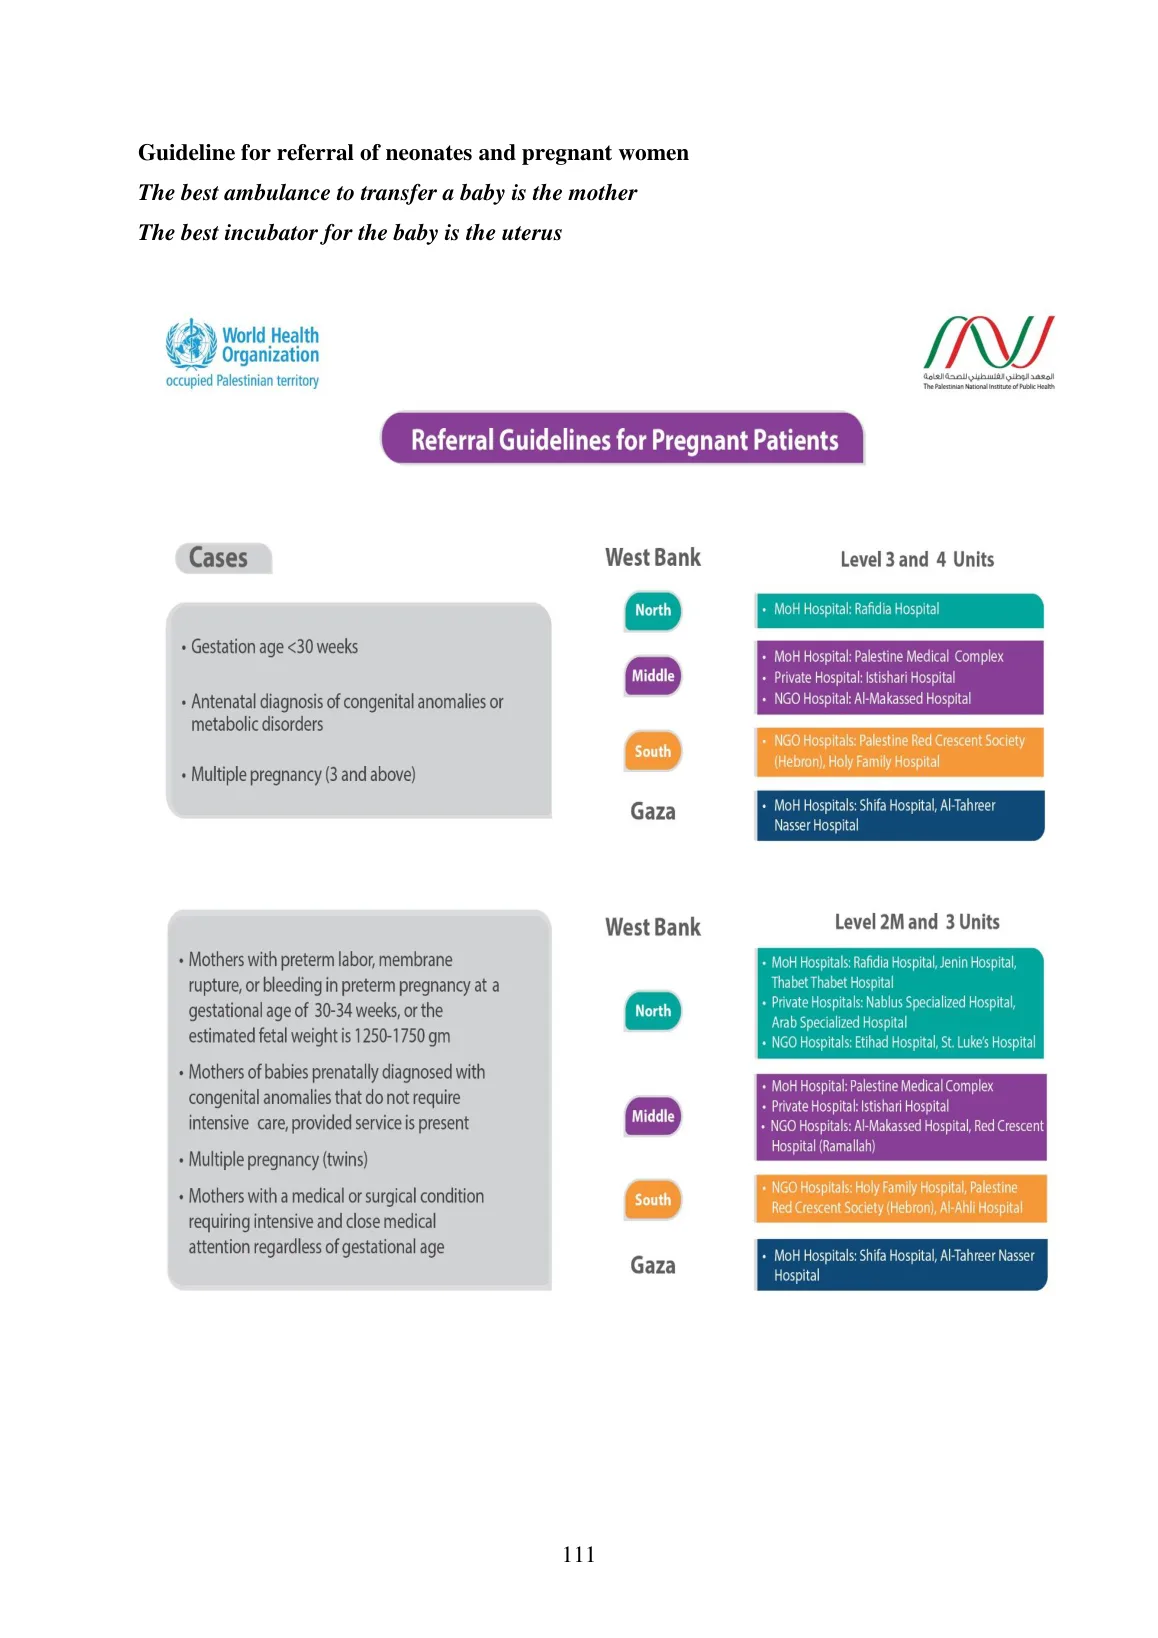 Guideline for referral of neonates and pregnant women
The best ambulance to transfer a baby is the mother
The best incubator for the baby is the uterus
World Health
Organization
occupied Palestinian territory
المعهد الوطني الفلسطيني للصحة العامة
The Palestinian National Institute of Public Health
Referral Guidelines for Pregnant Patients
Cases
• Gestation age <30 weeks
• Antenatal diagnosis of congenital anomalies or
metabolic disorders
• Multiple pregnancy (3 and above)
West Bank
Level 3 and 4 Units
North
• MoH Hospital: Rafidia Hospital
Middle
• MoH Hospital: Palestine Medical Complex
• Private Hospital: Istishari Hospital
• NGO Hospital: Al-Makassed Hospital
South
• NGO Hospitals: Palestine Red Crescent Society
(Hebron), Holy Family Hospital
Gaza
• MoH Hospitals: Shifa Hospital, Al-Tahreer
Nasser Hospital
• Mothers with preterm labor, membrane
rupture, or bleeding in preterm pregnancy at a
gestational age of 30-34 weeks, or the
estimated fetal weight is 1250-1750 gm
• Mothers of babies prenatally diagnosed with
congenital anomalies that do not require
intensive care, provided service is present
• Multiple pregnancy (twins)
• Mothers with a medical or surgical condition
requiring intensive and close medical
attention regardless of gestational age
West Bank
Level 2M and 3 Units
North
• MoH Hospitals: Rafidia Hospital, Jenin Hospital,
Thabet Thabet Hospital
• Private Hospitals: Nablus Specialized Hospital,
Arab Specialized Hospital
• NGO Hospitals: Etihad Hospital, St. Luke's Hospital
Middle
• MoH Hospital: Palestine Medical Complex
• Private Hospital: Istishari Hospital
• NGO Hospitals: Al-Makassed Hospital, Red Crescent
Hospital (Ramallah)
South
• NGO Hospitals: Holy Family Hospital, Palestine
Red Crescent Society (Hebron), Al-Ahli Hospital
Gaza
• MoH Hospitals: Shifa Hospital, Al-Tahreer Nasser
Hospital
111